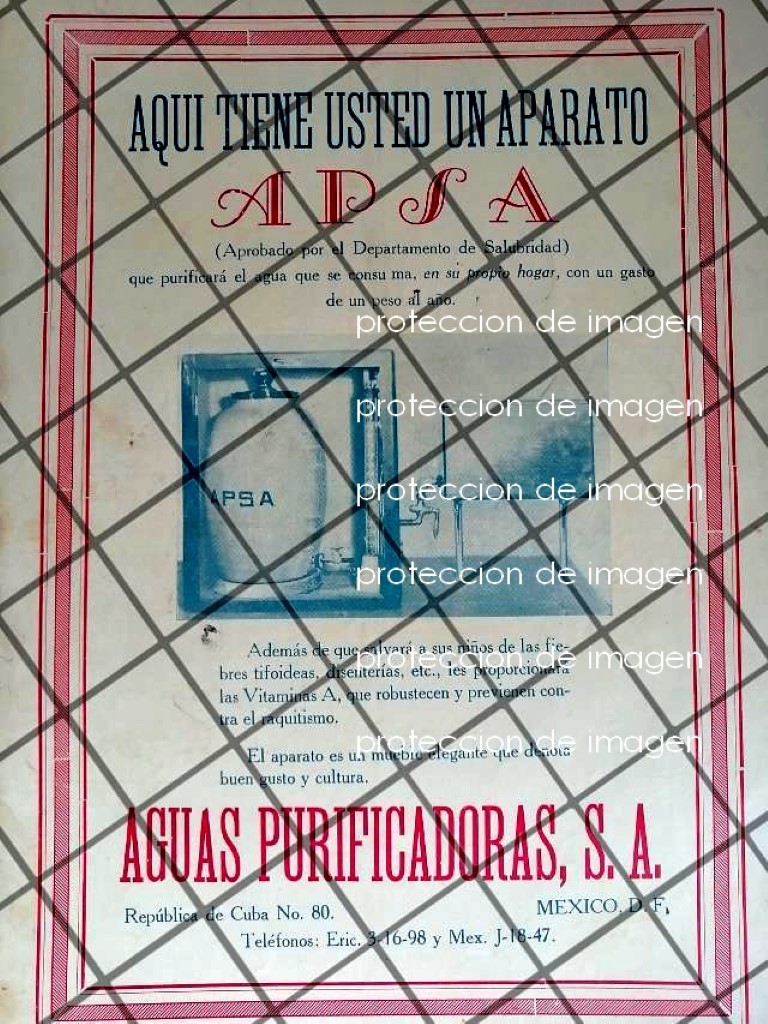 AQUI TIENE USTED UN APARATO
APSA
(Aprobado por el Departamento de Salubridad)
que purificará el agua que se consuma, en su propio hogar, con un gasto
de un peso al año.
proteccion de imagen
proteccion de imagen
APSA
proteccion de imagen
proteccion de imagen
Además de que salvará a sus niños de las fie-
proteccion de imagen
bres tifoideas, disenterías, etc., les proporcionará
las Vitaminas A, que robustecen y previenen con-
tra el raquitismo.
proteccion de imagen
El aparato es un mueble elegante que denota
buen gusto y cultura.
AGUAS PURIFICADORAS, S. A.
República de Cuba No. 80.
MEXICO, D. F.
Teléfonos: Eric. 3-16-98 y Mex. J-18-47.